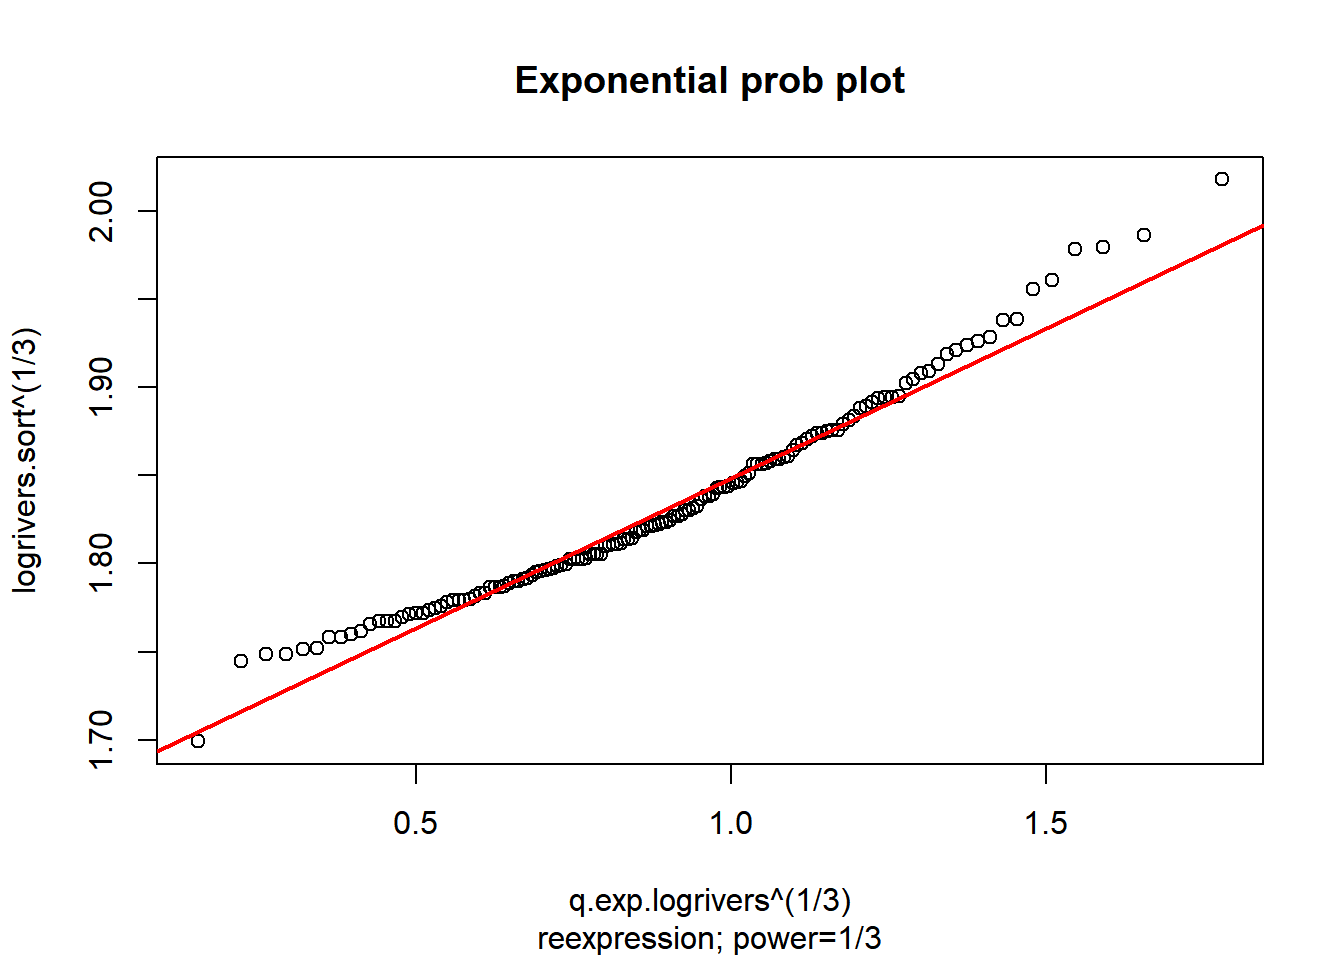 Exponential prob plot
logrivers.sort^(1/3)
2.00
1.90
1.80
1.70
0.5 1.0 1.5
q.exp.logrivers^(1/3)
reexpression; power=1/3